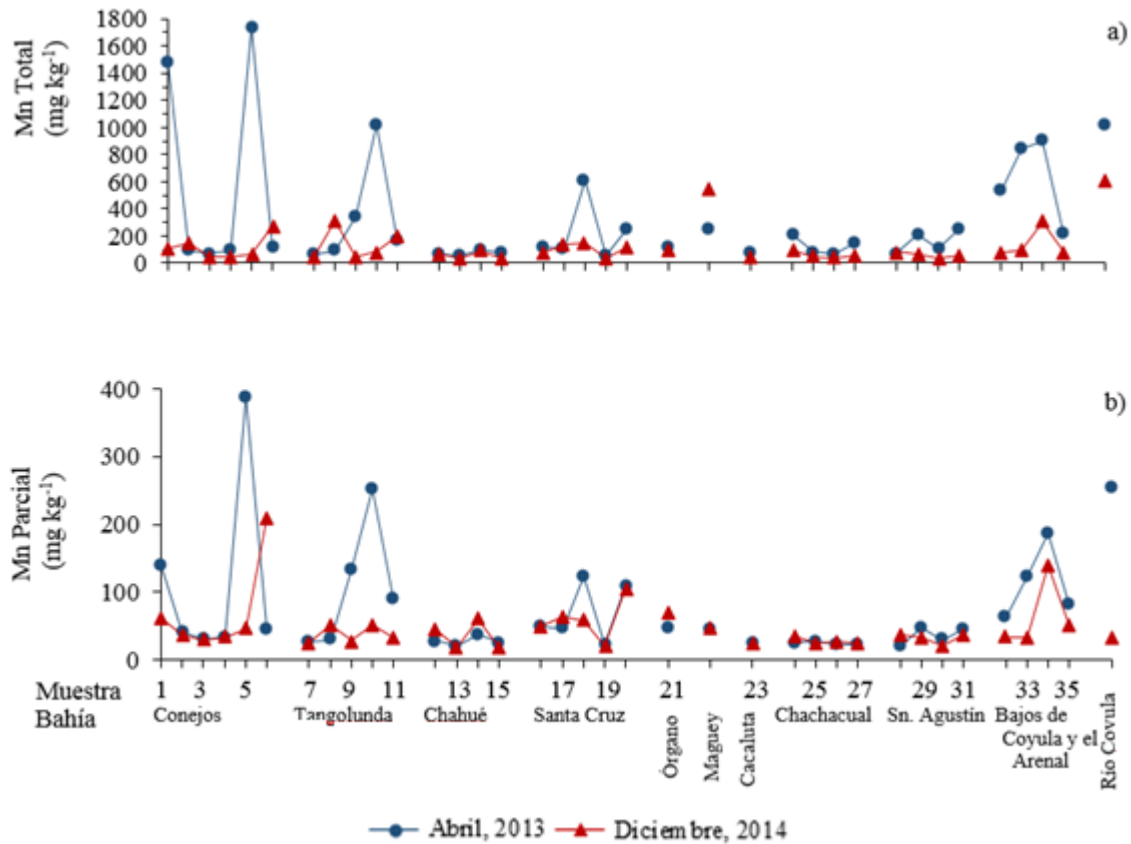 a)
Mn Total
(mg kg-1)
1800
1600
1400
1200
1000
800
600
400
200
0
b)
Mn Parcial
(mg kg-1)
400
300
200
100
0
Muestra 1 3 5 7 9 11 13 15 17 19 21 23 25 27 29 31 33 35
Bahía Conejos Tangolunda Chahué Santa Cruz Órgano Maguey Cacaluta Chachacual Sn. Agustín Bajos de
Coyula y el
Arenal
Río Coyula
Abril, 2013 Diciembre, 2014